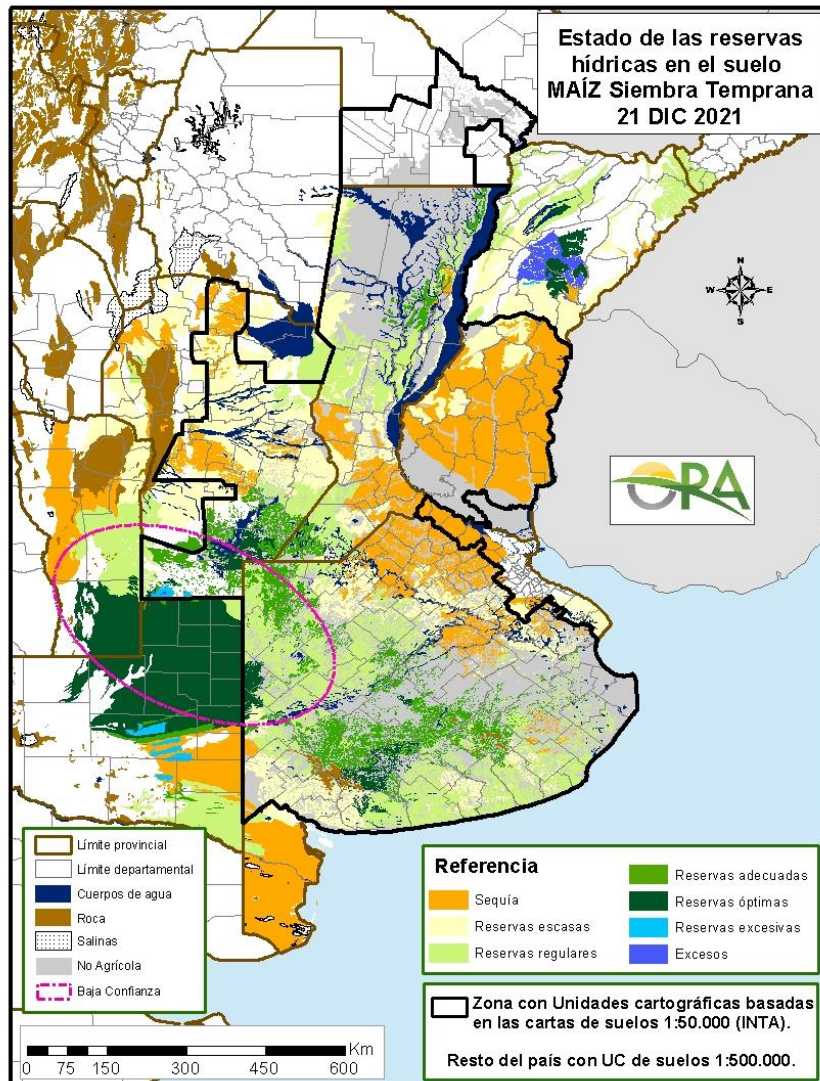 Estado de las reservas
hídricas en el suelo
MAÍZ Siembra Temprana
21 DIC 2021
N
W
E
S
ORA
Límite provincial
Límite departamental
Cuerpos de agua
Roca
Salinas
No Agrícola
Baja Confianza
Referencia
Sequía
Reservas escasas
Reservas regulares
Reservas adecuadas
Reservas óptimas
Reservas excesivas
Excesos
Zona con Unidades cartográficas basadas
en las cartas de suelos 1:50.000 (INTA).
Resto del país con UC de suelos 1:500.000.
Km
0 75 150 300 450 600